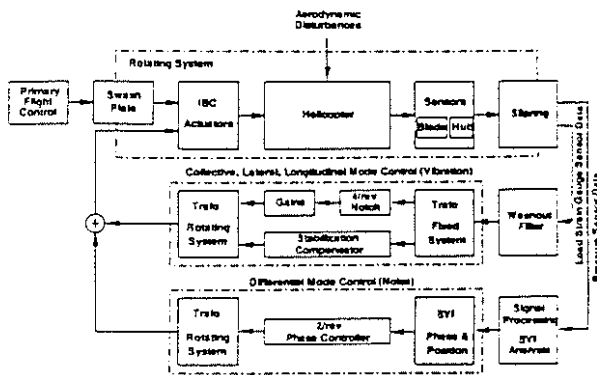 Aerodynamic
Disturbances
Rotating System
Primary
Flight
Control
Swash
Plate
IBC
Actuators
Helicopter
Sensors
Blade
Hub
Slipring
Load Strain Gauge Sensor Data
Pressure Sensor Data
Collective, Lateral, Longitudinal Mode Control (Vibration)
Trafo
Rotating
System
Gains
4/rev
Notch
Stabilization
Compensator
Trafo
Fixed
System
Washout
Filter
Differential Mode Control (Noise)
Trafo
Rotating
System
2/rev
Phase Controller
BVI
Phase &
Position
Signal
Processing
BVI
Analysis